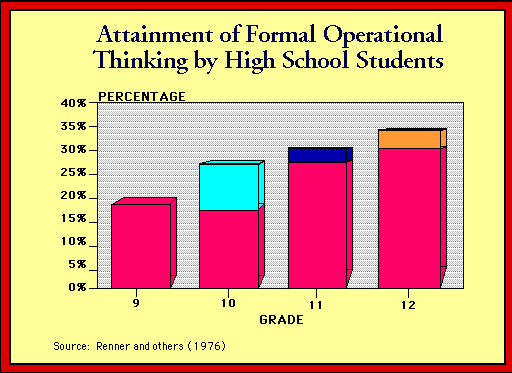 Attainment of Formal Operational
Thinking by High School Students
PERCENTAGE
40%
35%
30%
25%
20%
15%
10%
5%
0%
9 10 11 12
GRADE
Source: Renner and others (1976)